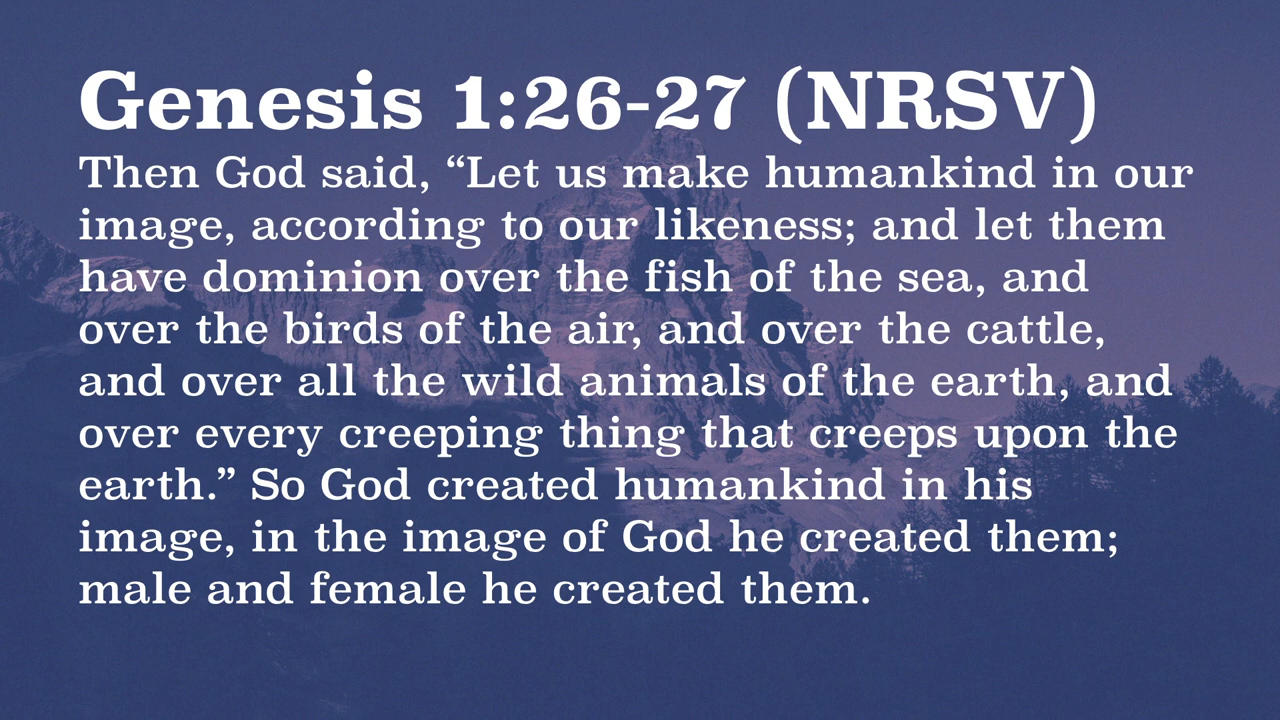 Genesis 1:26-27 (NRSV)
Then God said, “Let us make humankind in our
image, according to our likeness; and let them
have dominion over the fish of the sea, and
over the birds of the air, and over the cattle,
and over all the wild animals of the earth, and
over every creeping thing that creeps upon the
earth.” So God created humankind in his
image, in the image of God he created them;
male and female he created them.